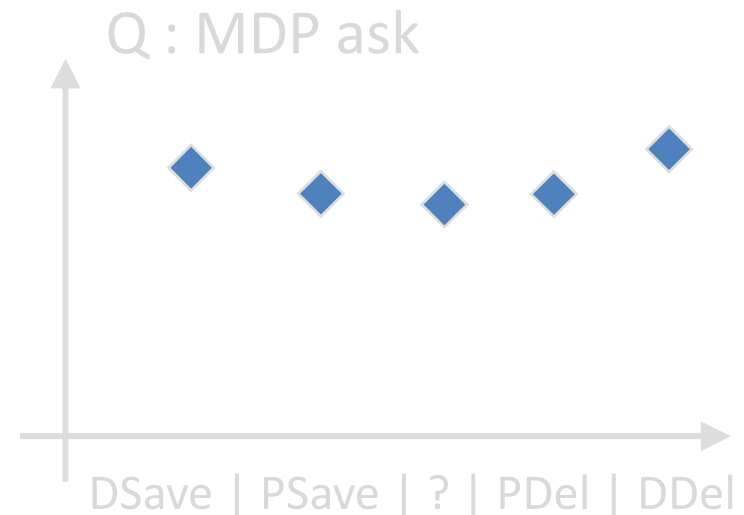 Q : MDP ask
DSave | PSave | ? | PDel | DDel